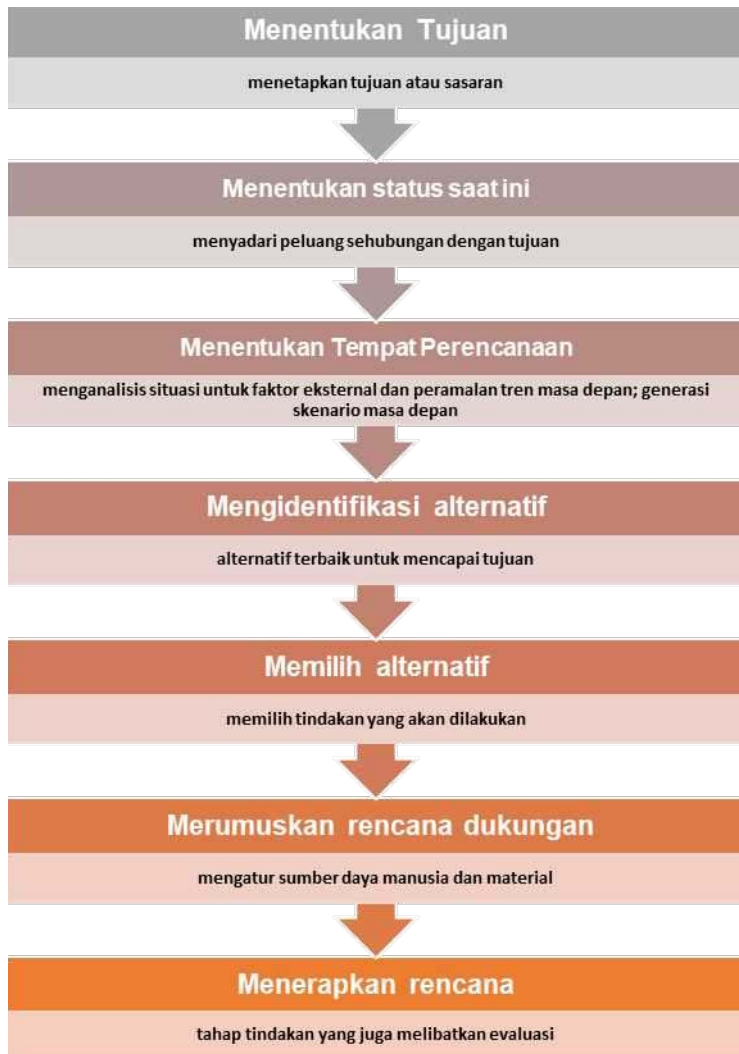 Menentukan Tujuan
menetapkan tujuan atau sasaran
Menentukan status saat ini
menyadari peluang sehubungan dengan tujuan
Menentukan Tempat Perencanaan
menganalisis situasi untuk faktor eksternal dan peramalan tren masa depan; generasi
skenario masa depan
Mengidentifikasi alternatif
alternatif terbaik untuk mencapai tujuan
Memilih alternatif
memilih tindakan yang akan dilakukan
Merumuskan rencana dukungan
mengatur sumber daya manusia dan material
Menerapkan rencana
tahap tindakan yang juga melibatkan evaluasi